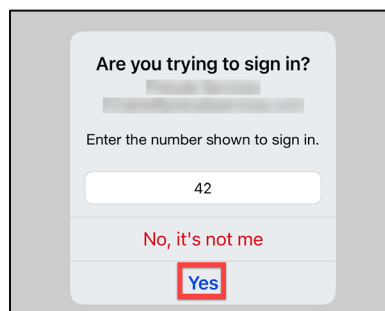 Are you trying to sign in?
Enter the number shown to sign in.
42
No, it's not me
Yes